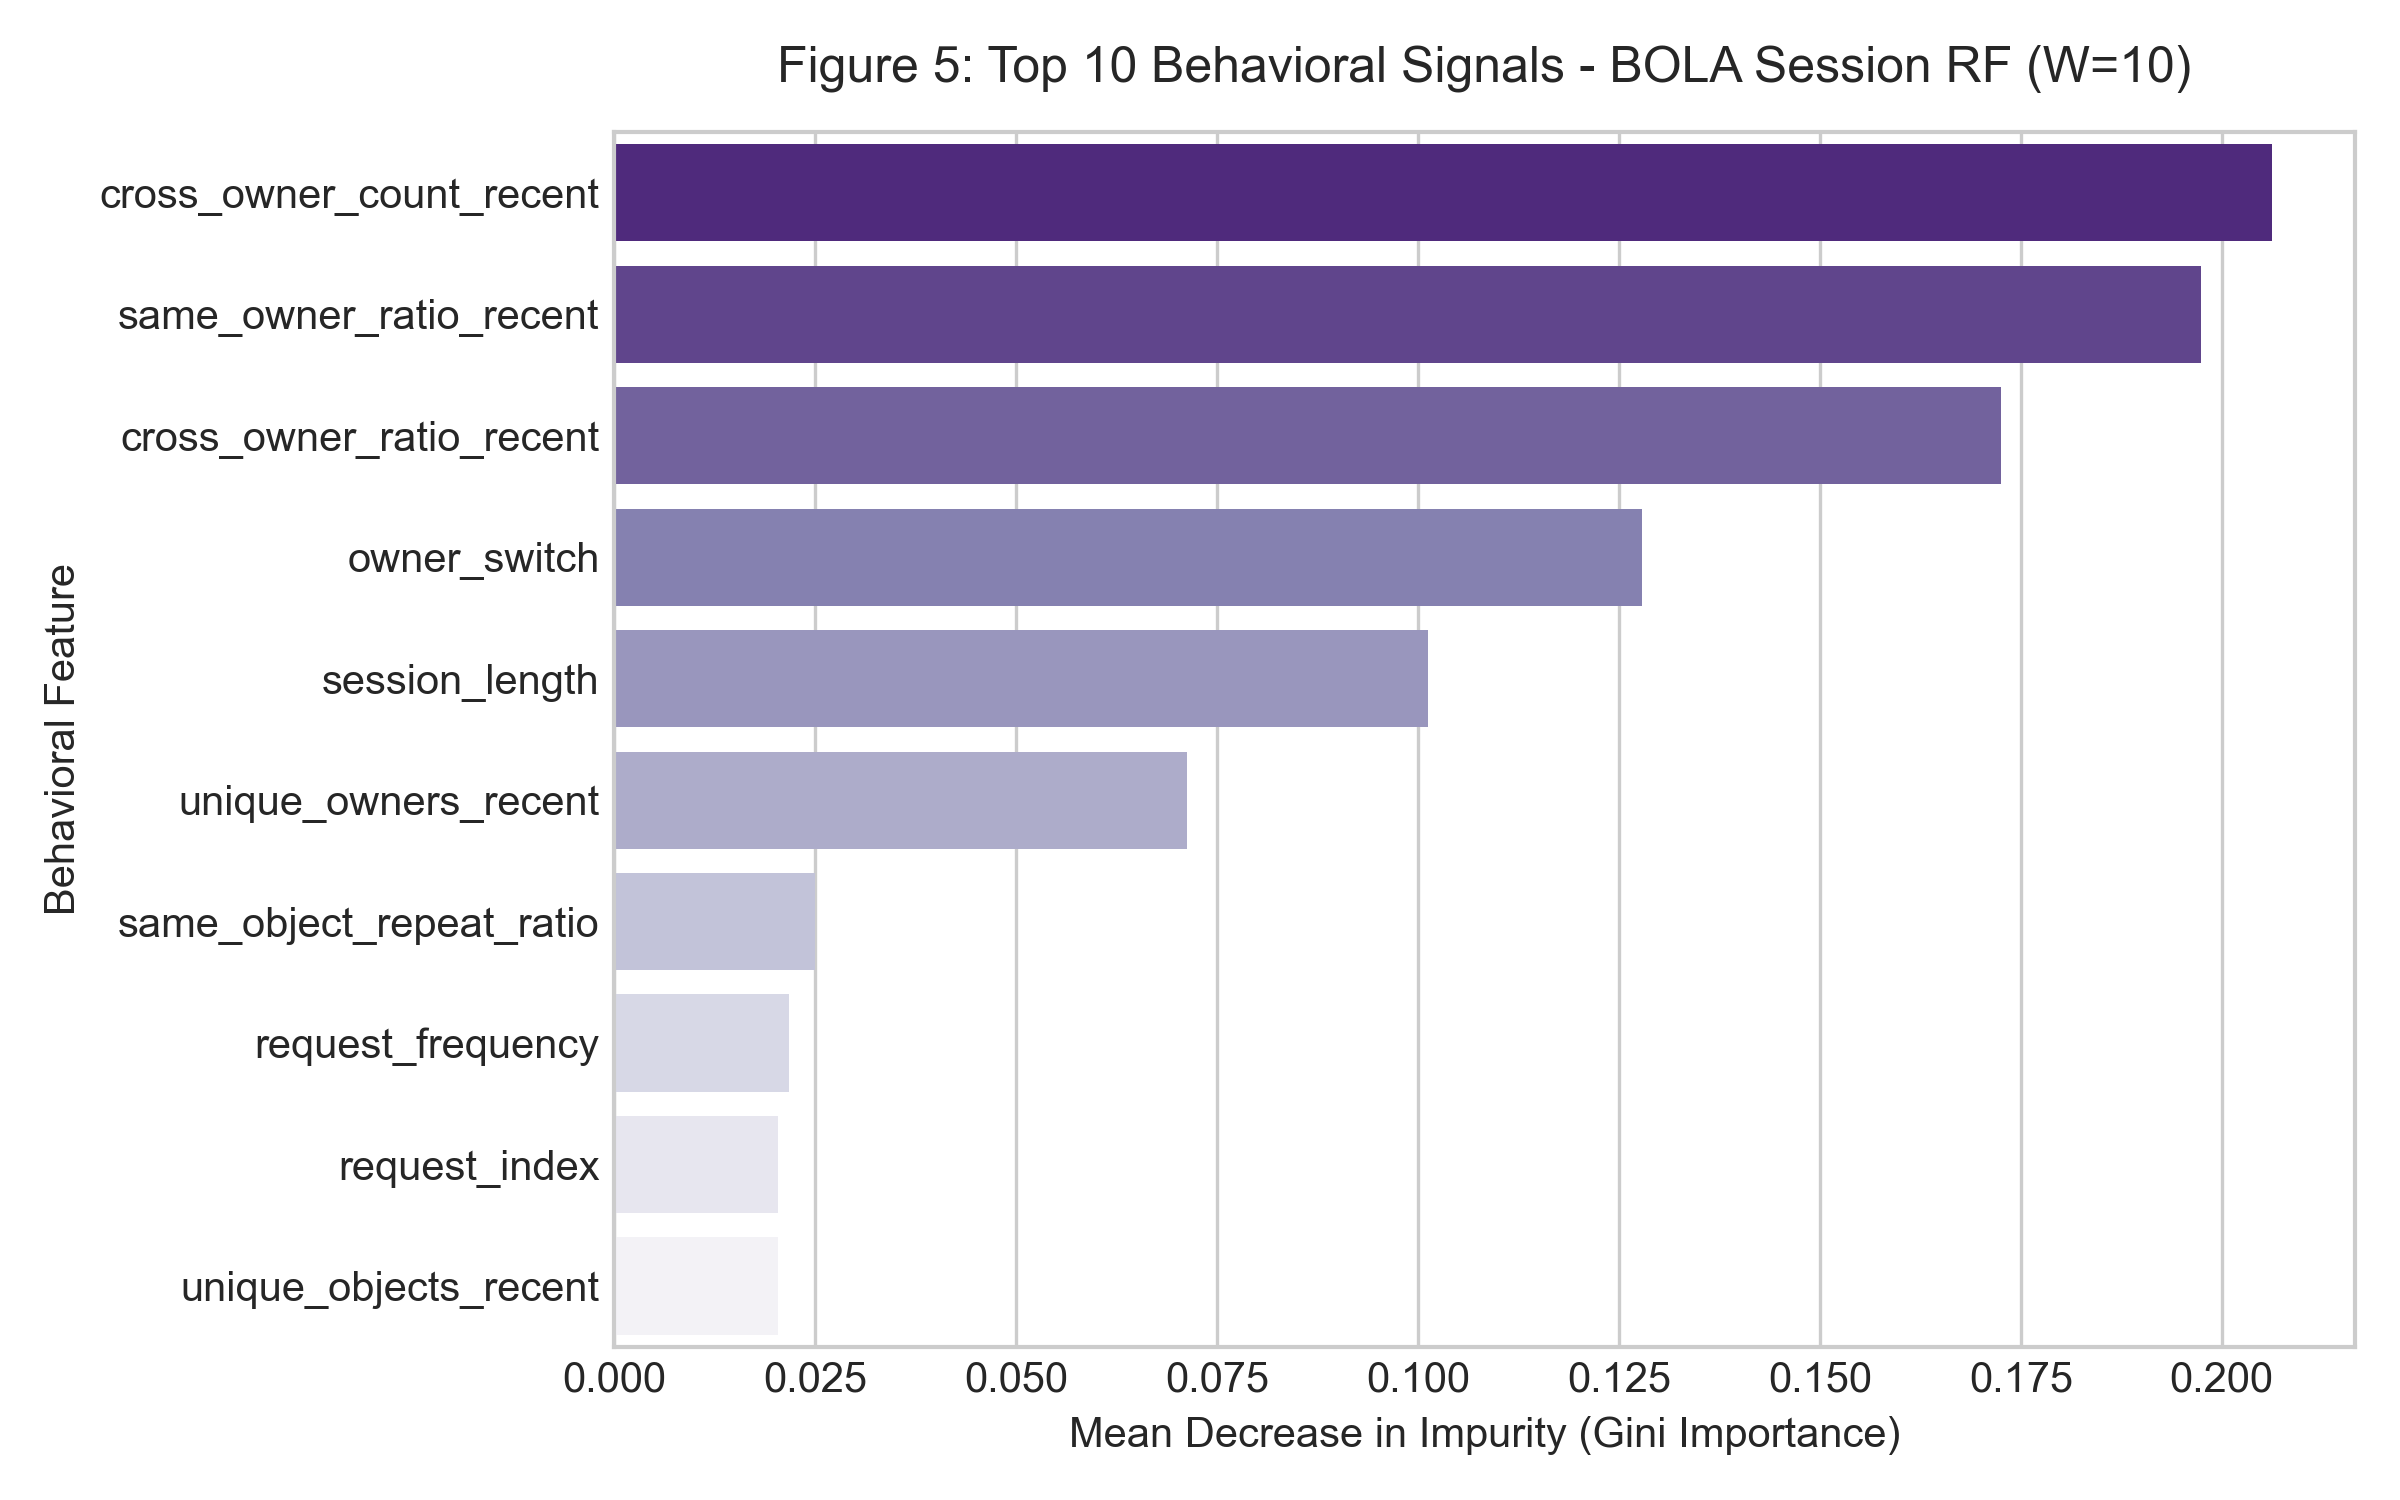 Figure 5: Top 10 Behavioral Signals - BOLA Session RF (W=10)
Behavioral Feature
cross_owner_count_recent
same_owner_ratio_recent
cross_owner_ratio_recent
owner_switch
session_length
unique_owners_recent
same_object_repeat_ratio
request_frequency
request_index
unique_objects_recent
0.000 0.025 0.050 0.075 0.100 0.125 0.150 0.175 0.200
Mean Decrease in Impurity (Gini Importance)